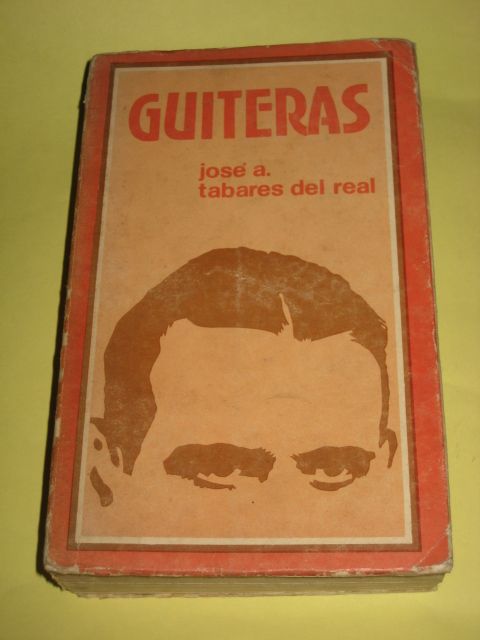 GUITERAS
josé a.
tabares del real